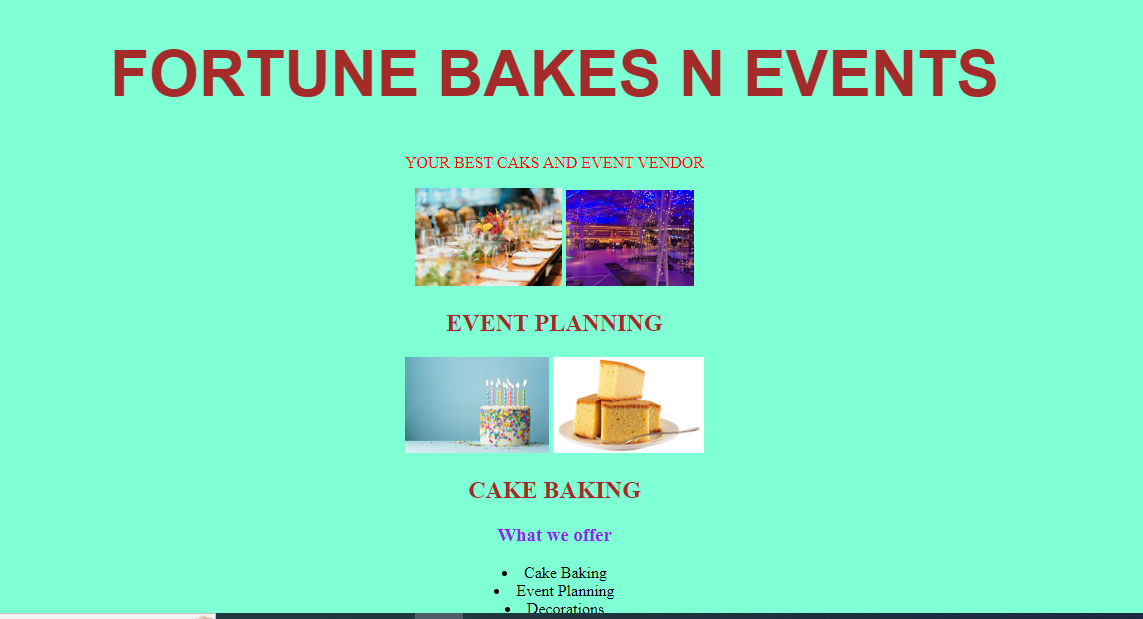 FORTUNE BAKES N EVENTS
YOUR BEST CAKS AND EVENT VENDOR
EVENT PLANNING
CAKE BAKING
What we offer
Cake Baking
Event Planning
Decorations